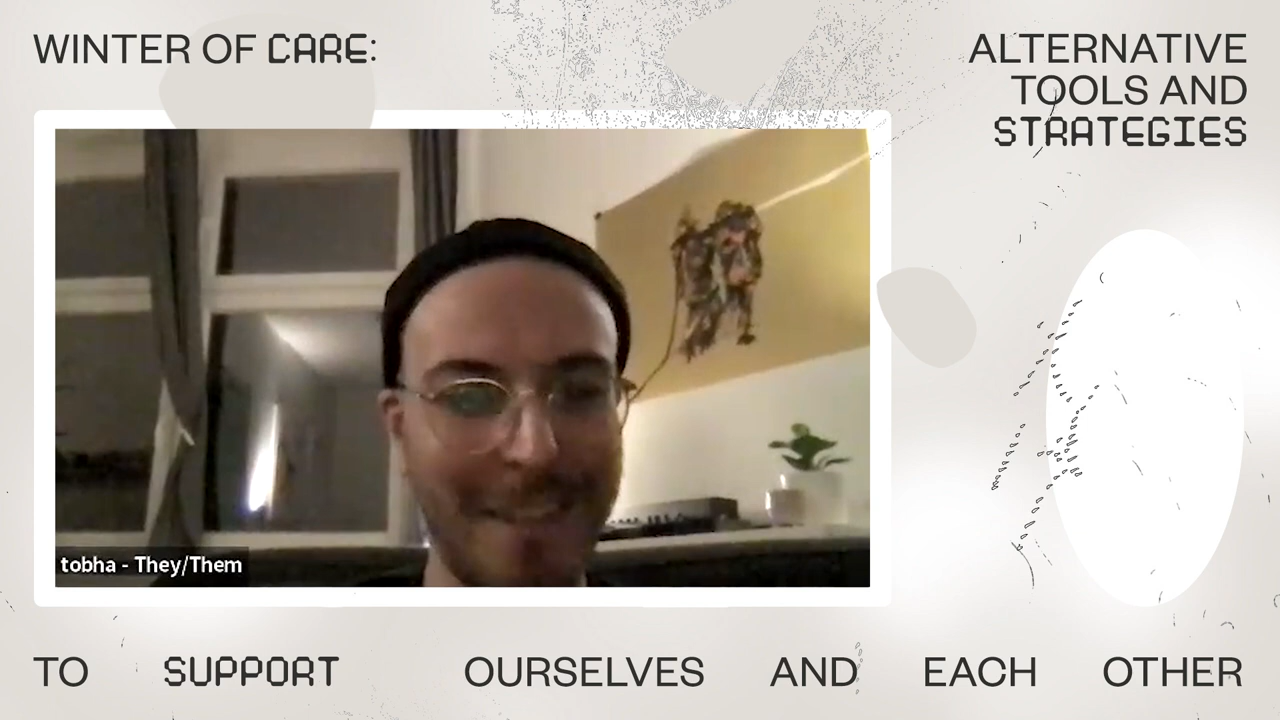 WINTER OF CARE:
ALTERNATIVE
TOOLS AND
STRATEGIES
tobha - They/Them
TO SUPPORT OURSELVES AND EACH OTHER